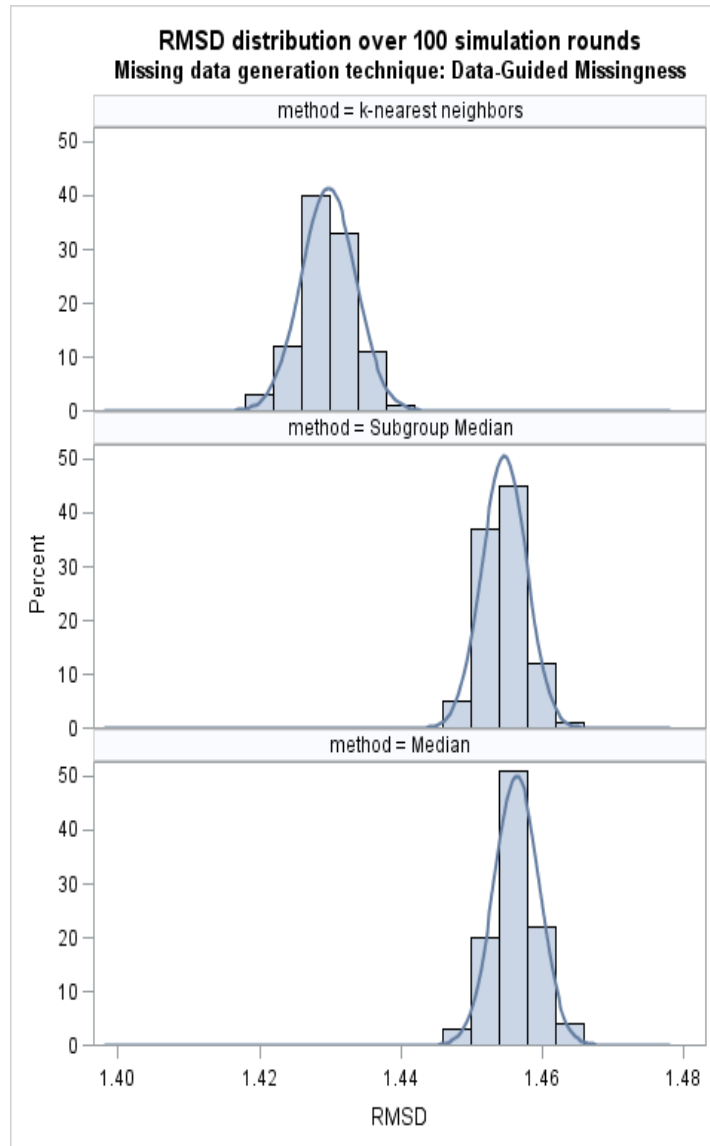 RMSD distribution over 100 simulation rounds
Missing data generation technique: Data-Guided Missingness
method = k-nearest neighbors
50
40
30
20
10
0
method = Subgroup Median
50
40
30
20
10
0
Percent
method = Median
50
40
30
20
10
0
1.40 1.42 1.44 1.46 1.48
RMSD